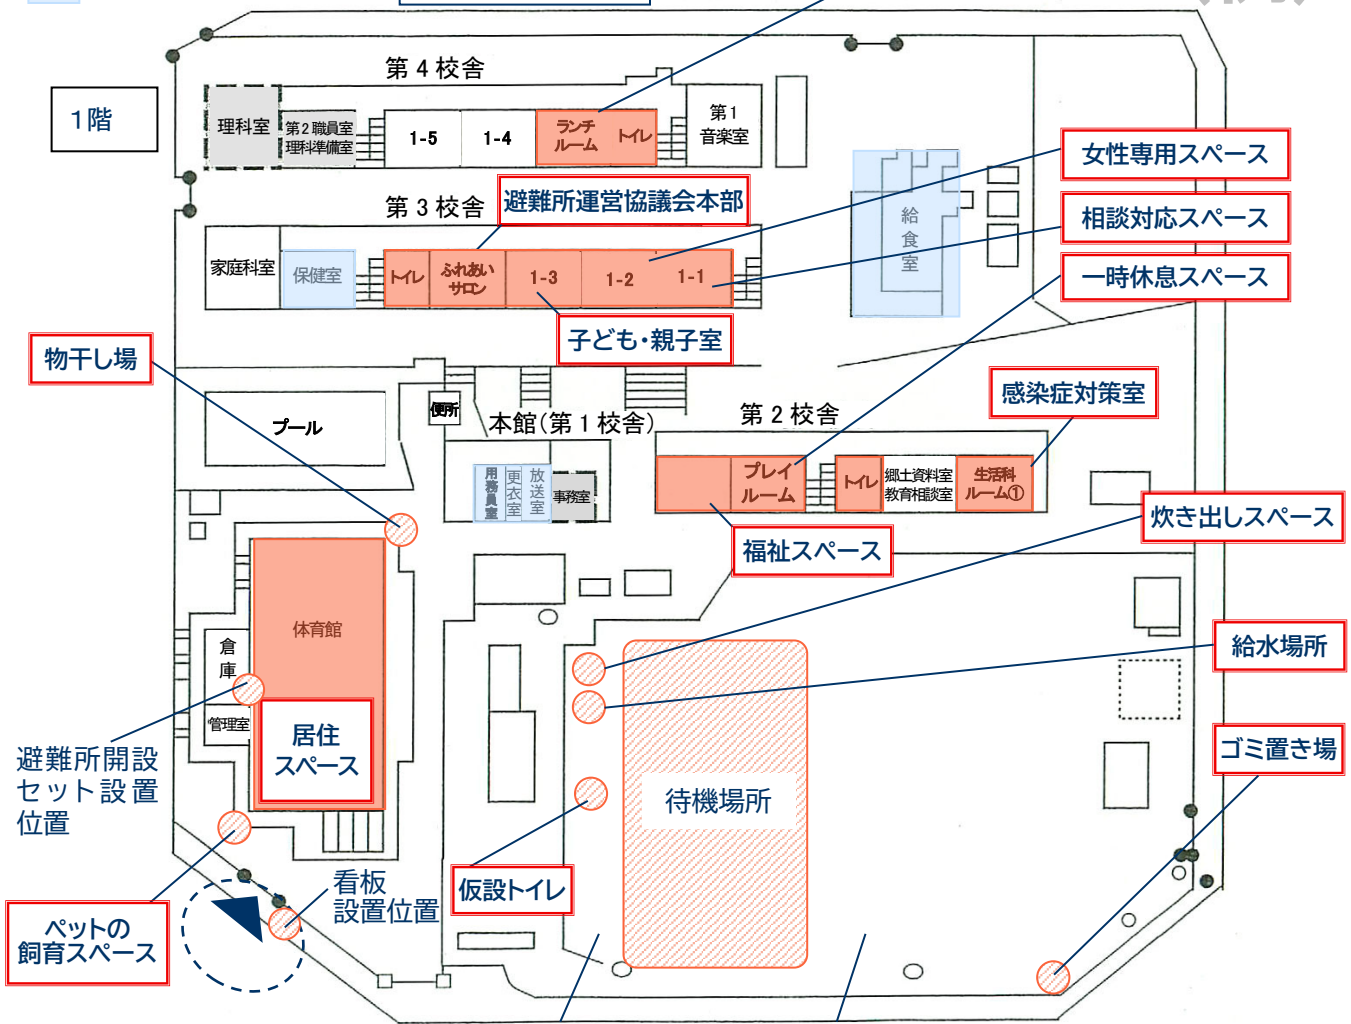 1階
第4校舎
理科室
第2職員室
理科準備室
1-5
1-4
ランチ
ルーム
トイレ
第1
音楽室
女性専用スペース
相談対応スペース
一時休息スペース
避難所運営協議会本部
第3校舎
家庭科室
保健室
トイレ
ふれあい
サロン
1-3
1-2
1-1
給食室
子ども・親子室
物干し場
感染症対策室
プール
便所
本館(第1校舎)
第2校舎
用務員室
更衣室
放送室
事務室
プレイ
ルーム
トイレ
郷土資料室
教育相談室
生活科
ルーム①
福祉スペース
炊き出しスペース
体育館
倉庫
管理室
居住
スペース
給水場所
ゴミ置き場
避難所開設
セット設置
位置
待機場所
仮設トイレ
看板
設置位置
ペットの
飼育スペース